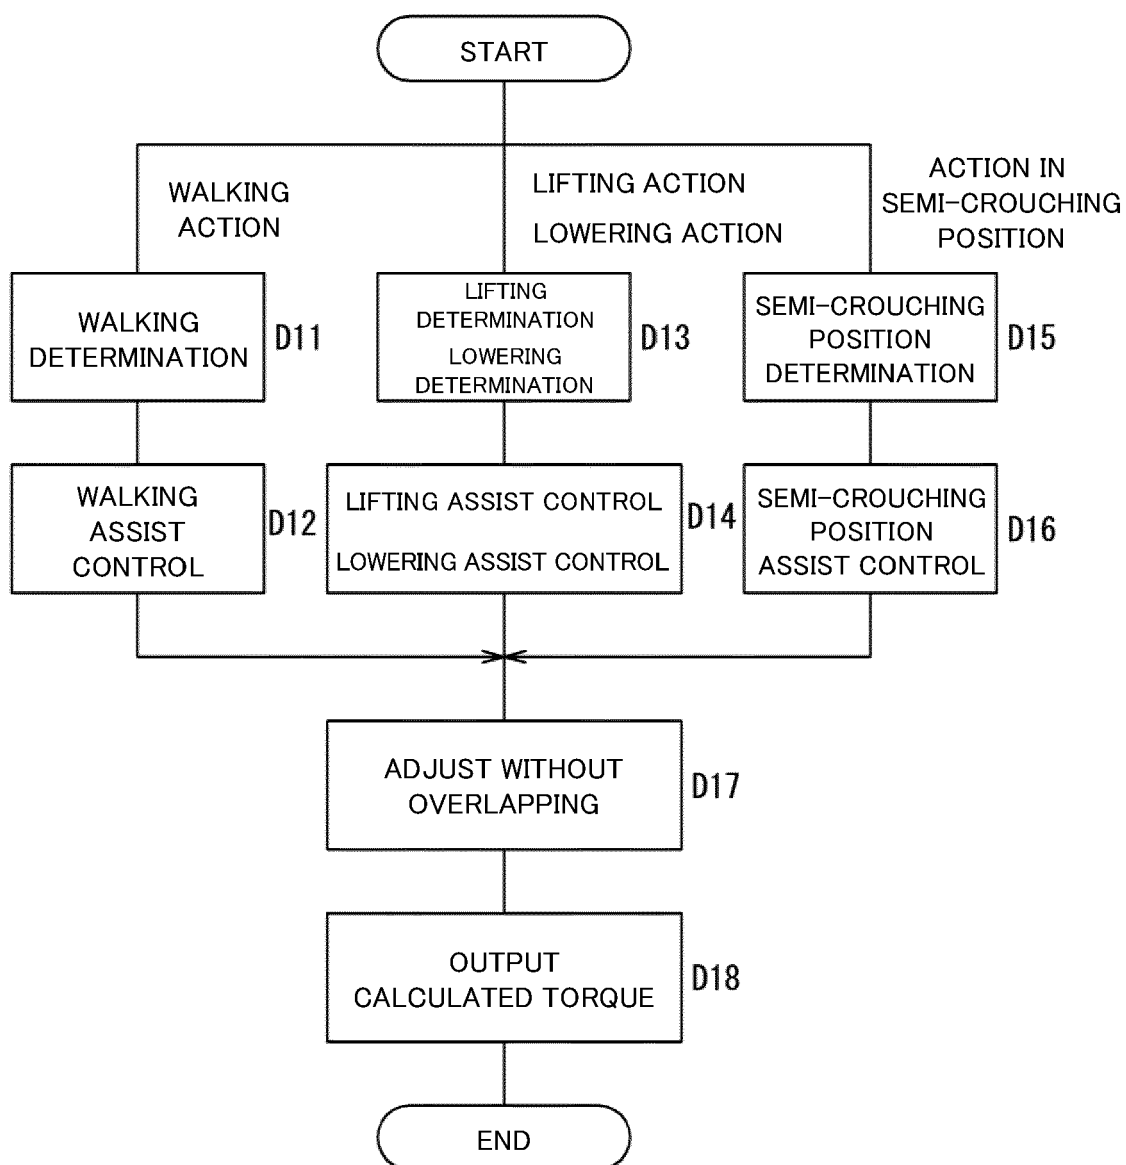 START
WALKING
ACTION
LIFTING ACTION
LOWERING ACTION
ACTION IN
SEMI-CROUCHING
POSITION
WALKING
DETERMINATION
D11
LIFTING
DETERMINATION
LOWERING
DETERMINATION
D13
SEMI-CROUCHING
POSITION
DETERMINATION
D15
WALKING
ASSIST
CONTROL
D12
LIFTING ASSIST CONTROL
LOWERING ASSIST CONTROL
D14
SEMI-CROUCHING
POSITION
ASSIST CONTROL
D16
ADJUST WITHOUT
OVERLAPPING
D17
OUTPUT
CALCULATED TORQUE
D18
END